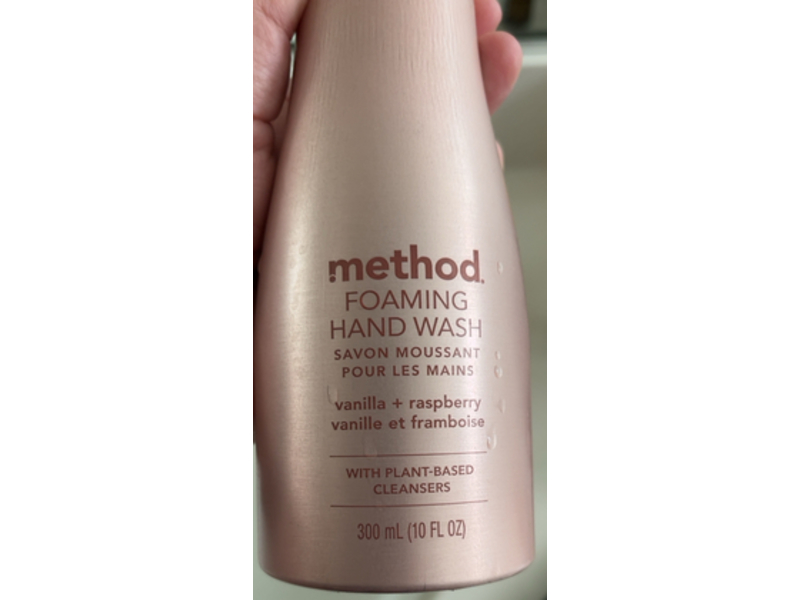 method.
FOAMING
HAND WASH
SAVON MOUSSANT
POUR LES MAINS
vanilla + raspberry
vanille et framboise
WITH PLANT-BASED
CLEANSERS
300 mL (10 FL OZ)